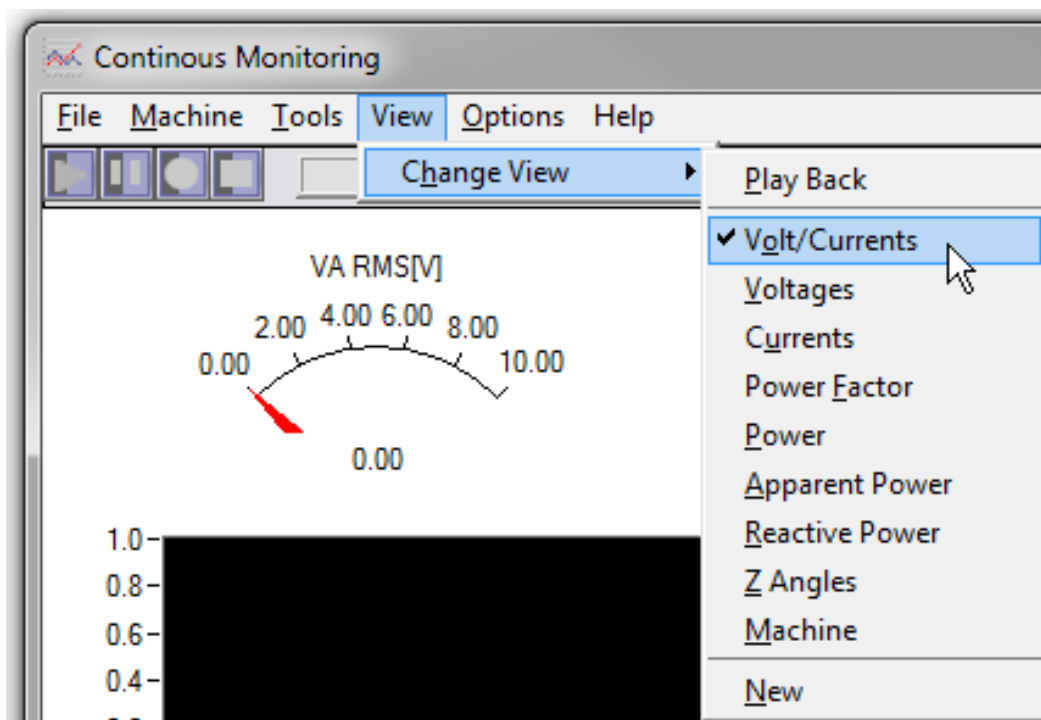 Continous Monitoring
File Machine Tools View Options Help
Change View
Play Back
Volt/Currents
Voltages
Currents
Power Factor
Power
Apparent Power
Reactive Power
Z Angles
Machine
New
VA RMS[V]
0.00 2.00 4.00 6.00 8.00 10.00
0.00
1.0
0.8
0.6
0.4